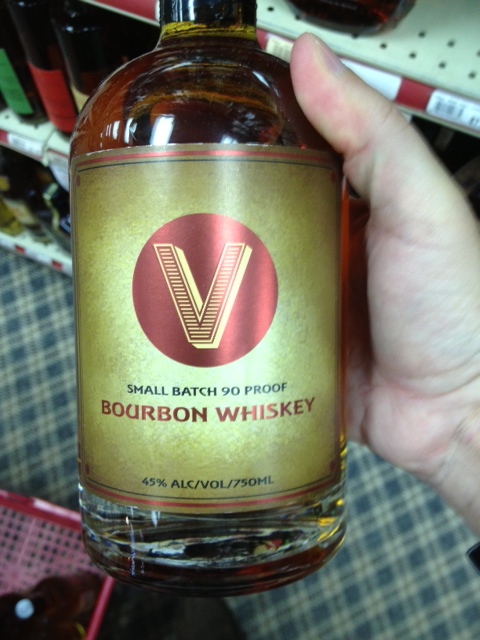 V
SMALL BATCH 90 PROOF
BOURBON WHISKEY
45% ALC/VOL/750ML